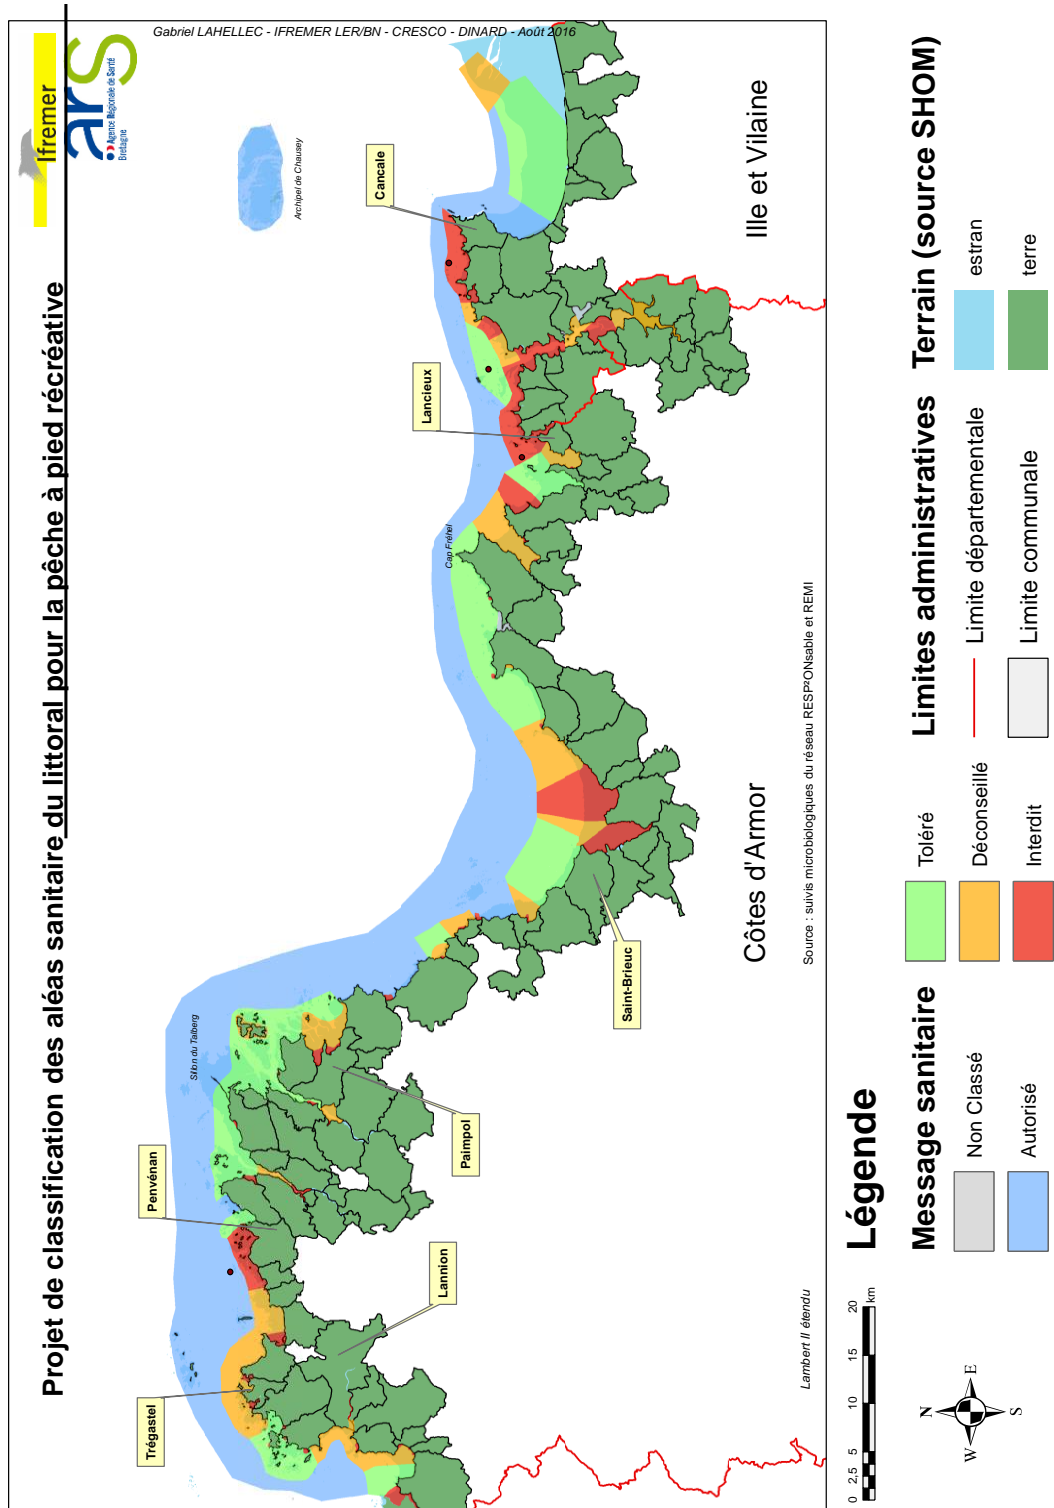 Projet de classification des aléas sanitaire du littoral pour la pêche à pied récréative
Ifremer
ars
Agence Régionale de Santé
Bretagne
Gabriel LAHELLEC - IFREMER LER/BN - CRESCO - DINARD - Août 2016
Archipel de Chausey
Cancale
Lancieux
Cap Fréhel
Sillon du Talberg
Penvénan
Trégastel
Lannion
Paimpol
Saint-Brieuc
Côtes d'Armor
Ille et Vilaine
Lambert II étendu
Source : suivis microbiologiques du réseau RESP²ONsable et REMI
0 2,5 5 10 15 20
km
N
W E
S
Légende
Message sanitaire
Non Classé
Autorisé
Toléré
Déconseillé
Interdit
Limites administratives
Limite départementale
Limite communale
Terrain (source SHOM)
estran
terre